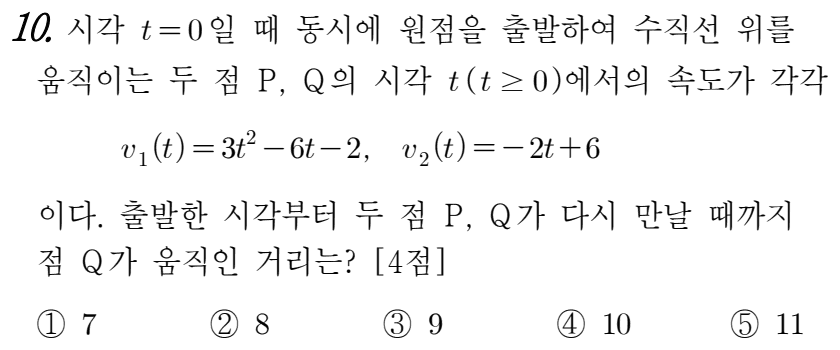 10. 시각 t=0일 때 동시에 원점을 출발하여 수직선 위를
움직이는 두 점 P, Q의 시각 t(t≥0)에서의 속도가 각각
v₁(t)=3t²-6t-2, v₂(t)=-2t+6
이다. 출발한 시각부터 두 점 P, Q가 다시 만날 때까지
점 Q가 움직인 거리는? [4점]
① 7 ② 8 ③ 9 ④ 10 ⑤ 11